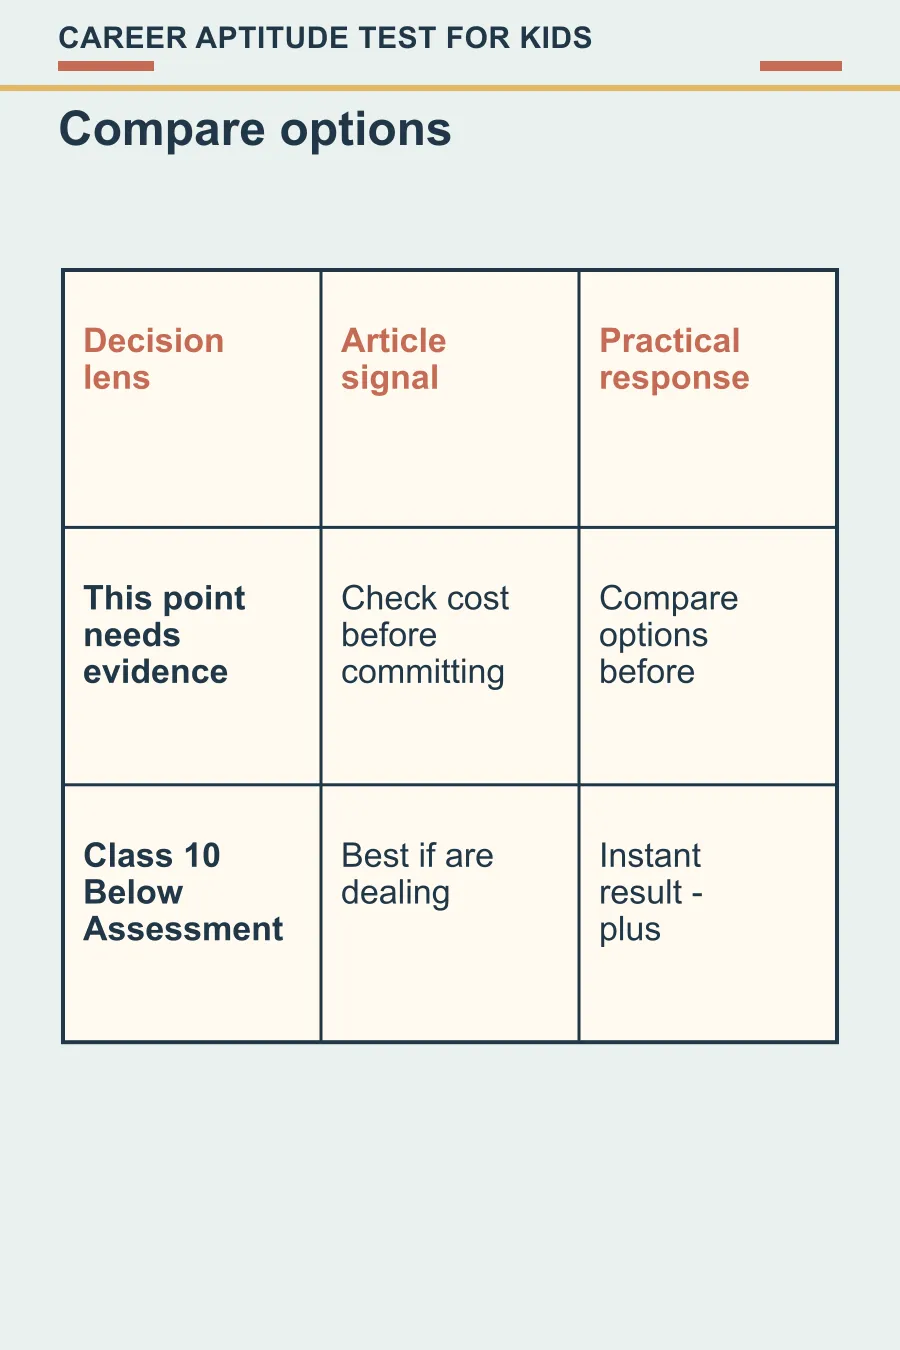 CAREER APTITUDE TEST FOR KIDS
Compare options
Decision
lens
Article
signal
Practical
response
This point
needs
evidence
Check cost
before
committing
Compare
options
before
Class 10
Below
Assessment
Best if are
dealing
Instant
result -
plus